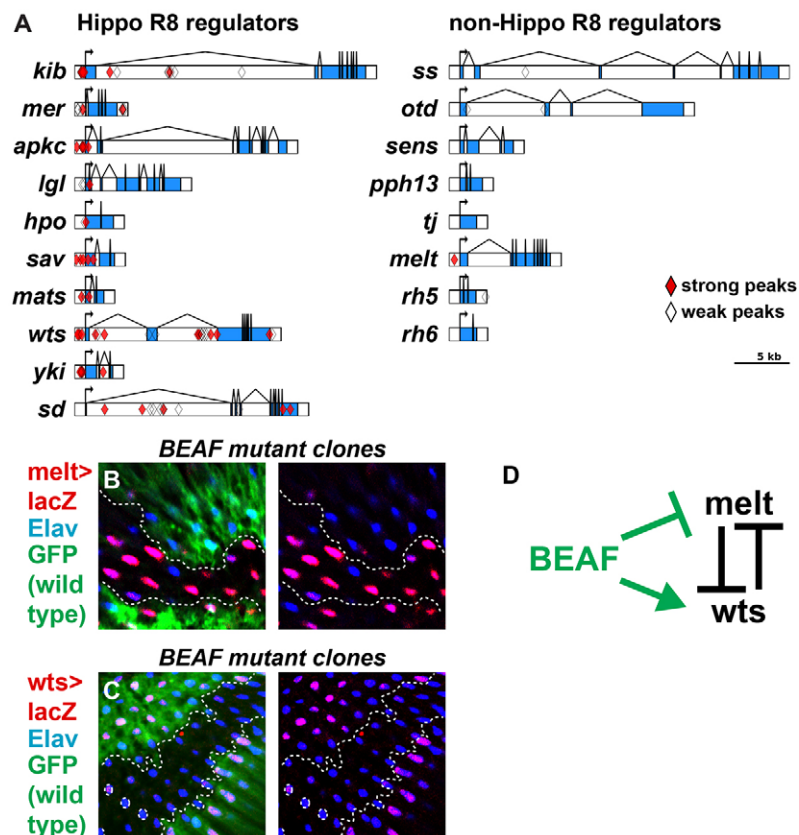 A
Hippo R8 regulators
kib
mer
apkc
lgl
hpo
sav
mats
wts
yki
sd
non-Hippo R8 regulators
ss
otd
sens
pph13
tj
melt
rh5
rh6
strong peaks
weak peaks
5 kb
BEAF mutant clones
B
melt>
lacZ
Elav
GFP
(wild
type)
BEAF mutant clones
C
wts>
lacZ
Elav
GFP
(wild
type)
D
melt
BEAF
wts